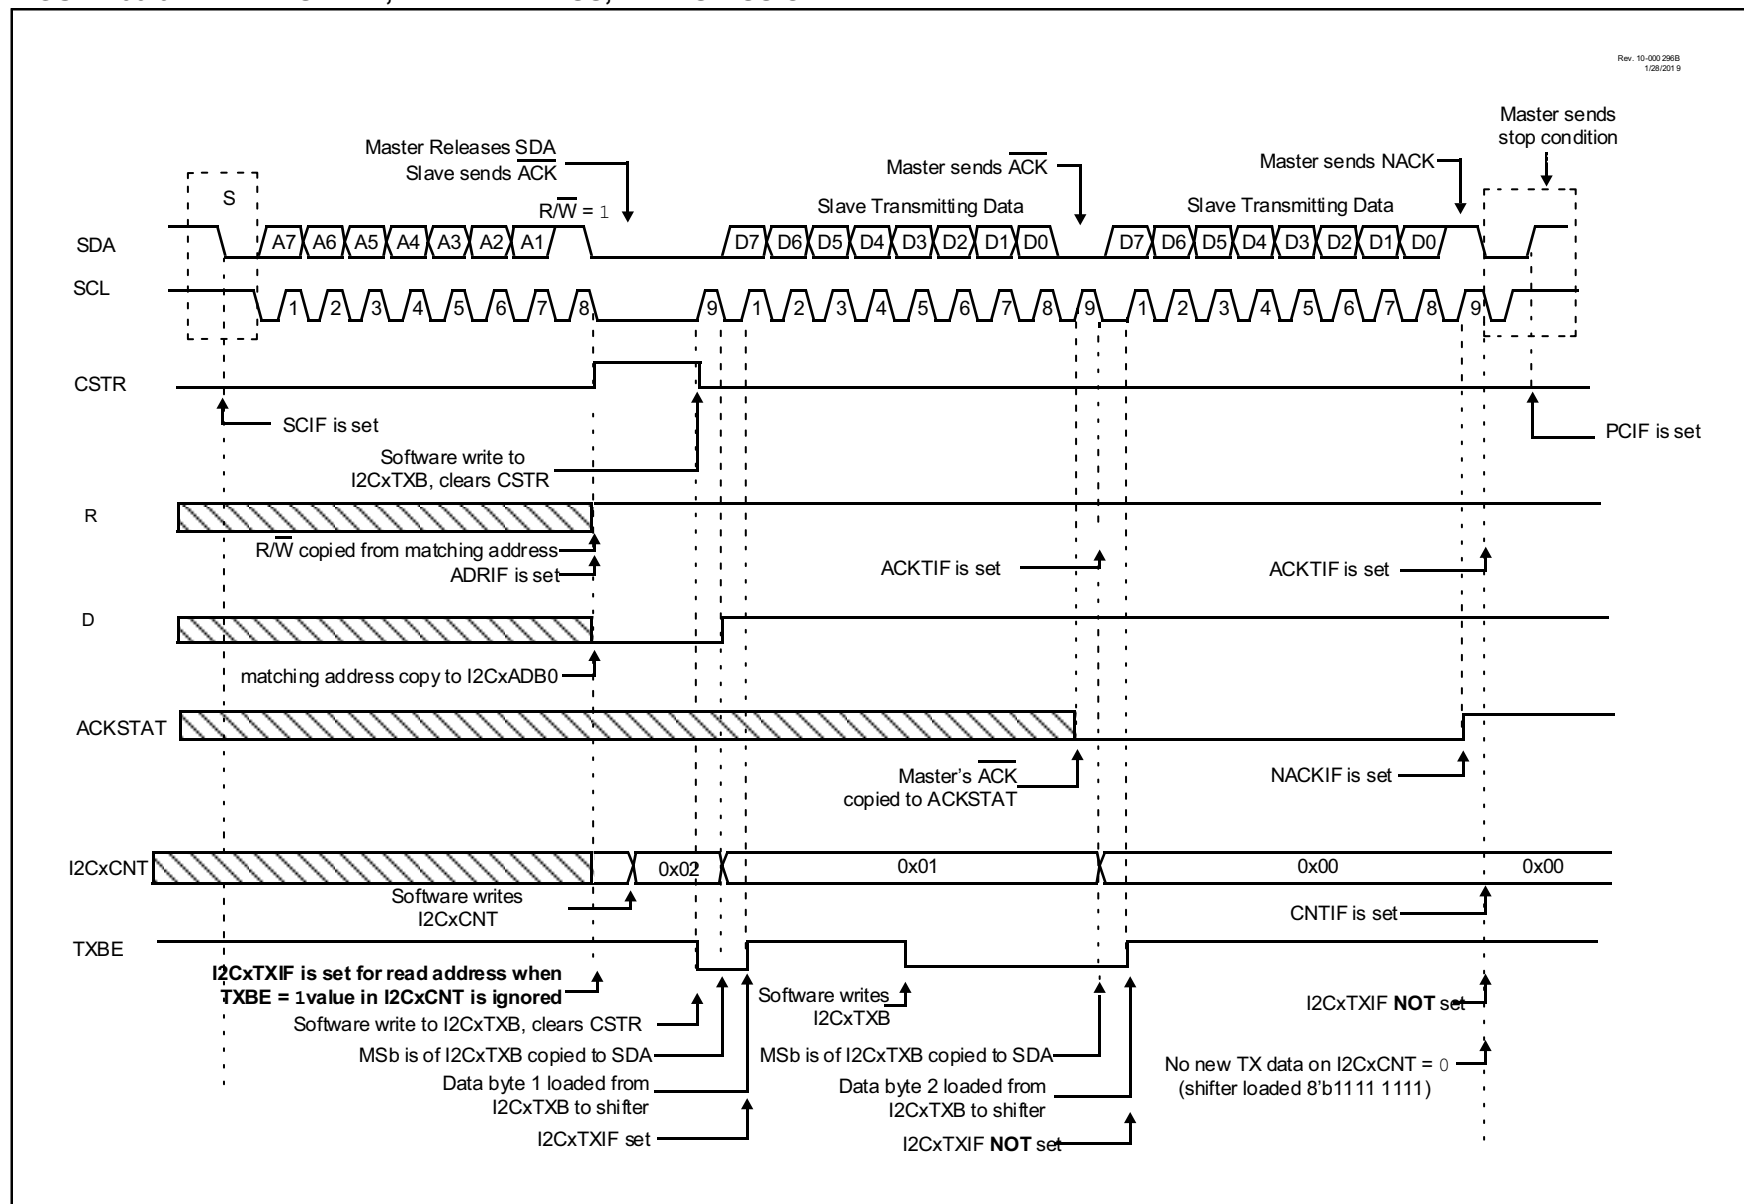 Rev. 10-000 296B
1/28/2019
Master sends
stop condition
Master Releases SDA
Slave sends ACK
Master sends ACK
Master sends NACK
S
R/W = 1
Slave Transmitting Data
Slave Transmitting Data
SDA
A7 A6 A5 A4 A3 A2 A1
D7 D6 D5 D4 D3 D2 D1 D0
D7 D6 D5 D4 D3 D2 D1 D0
SCL
1 2 3 4 5 6 7 8 9
1 2 3 4 5 6 7 8 9
1 2 3 4 5 6 7 8 9
CSTR
SCIF is set
PCIF is set
Software write to
I2CxTXB, clears CSTR
R
R/W copied from matching address
ADRIF is set
ACKTIF is set
ACKTIF is set
D
matching address copy to I2CxADB0
ACKSTAT
Master's ACK
copied to ACKSTAT
NACKIF is set
I2CxCNT
0x02
0x01
0x00
0x00
Software writes
I2CxCNT
CNTIF is set
TXBE
I2CxTXIF is set for read address when
TXBE = 1value in I2CxCNT is ignored
Software write to I2CxTXB, clears CSTR
MSb is of I2CxTXB copied to SDA
Data byte 1 loaded from
I2CxTXB to shifter
I2CxTXIF set
Software writes
I2CxTXB
MSb is of I2CxTXB copied to SDA
Data byte 2 loaded from
I2CxTXB to shifter
I2CxTXIF NOT set
I2CxTXIF NOT set
No new TX data on I2CxCNT = 0
(shifter loaded 8'b1111 1111)